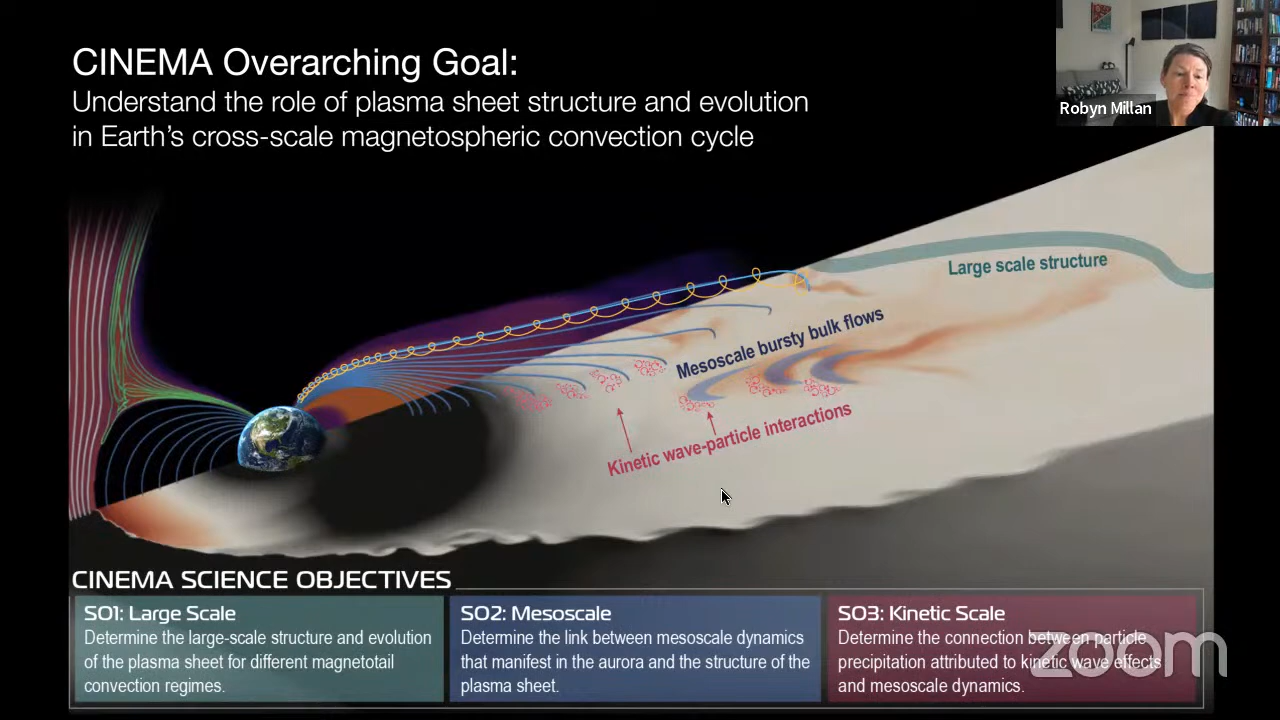 CINEMA Overarching Goal:
Understand the role of plasma sheet structure and evolution
in Earth's cross-scale magnetospheric convection cycle
Robyn Millan
Large scale structure
Mesoscale bursty bulk flows
Kinetic wave-particle interactions
CINEMA SCIENCE OBJECTIVES
SO1: Large Scale
Determine the large-scale structure and evolution
of the plasma sheet for different magnetotail
convection regimes.
SO2: Mesoscale
Determine the link between mesoscale dynamics
that manifest in the aurora and the structure of the
plasma sheet.
SO3: Kinetic Scale
Determine the connection between particle
precipitation attributed to kinetic wave effects
and mesoscale dynamics.
zoom